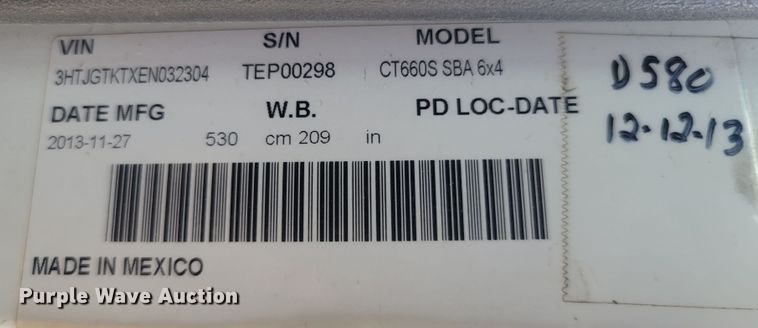 VIN S/N MODEL
3HTJGTKTXEN032304 TEP00298 CT660S SBA 6x4
DATE MFG W.B. PD LOC-DATE
2013-11-27 530 cm 209 in
MADE IN MEXICO
D580
12-12-13
Purple Wave Auction